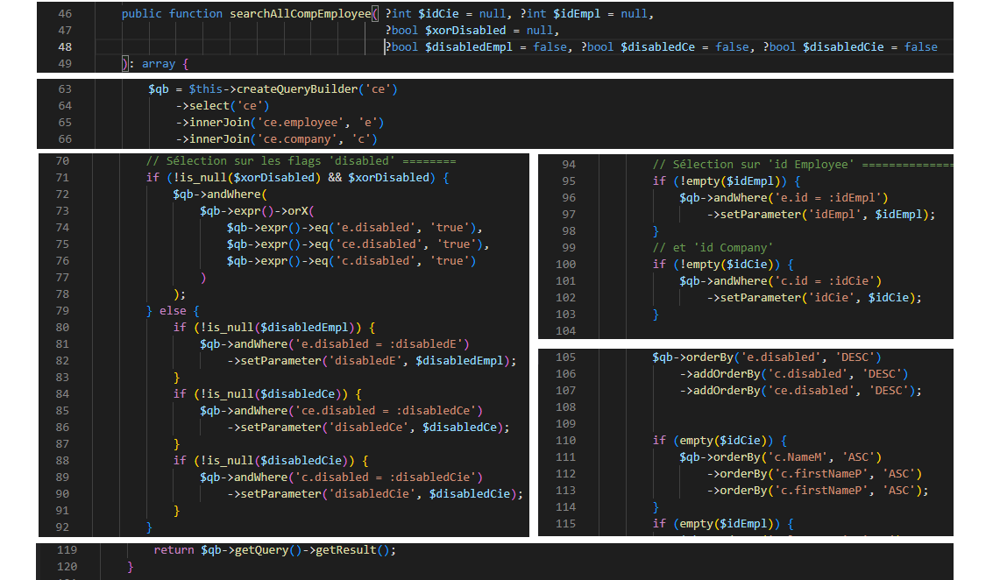 46 public function searchAllCompEmployee( ?int $idCie = null, ?int $idEmpl = null,
47 ?bool $xorDisabled = null,
48 ?bool $disabledEmpl = false, ?bool $disabledCe = false, ?bool $disabledCie = false
49 ): array {
63 $qb = $this->createQueryBuilder('ce')
64 ->select('ce')
65 ->innerJoin('ce.employee', 'e')
66 ->innerJoin('ce.company', 'c')
70 // Sélection sur les flags 'disabled' ========
71 if (!is_null($xorDisabled) && $xorDisabled) {
72 $qb->andWhere(
73 $qb->expr()->orX(
74 $qb->expr()->eq('e.disabled', 'true'),
75 $qb->expr()->eq('ce.disabled', 'true'),
76 $qb->expr()->eq('c.disabled', 'true')
77 )
78 );
79 } else {
80 if (!is_null($disabledEmpl)) {
81 $qb->andWhere('e.disabled = :disabledE')
82 ->setParameter('disabledE', $disabledEmpl);
83 }
84 if (!is_null($disabledCe)) {
85 $qb->andWhere('ce.disabled = :disabledCe')
86 ->setParameter('disabledCe', $disabledCe);
87 }
88 if (!is_null($disabledCie)) {
89 $qb->andWhere('c.disabled = :disabledCie')
90 ->setParameter('disabledCie', $disabledCie);
91 }
92 }
94 // Sélection sur 'id Employee' ==============
95 if (!empty($idEmpl)) {
96 $qb->andWhere('e.id = :idEmpl')
97 ->setParameter('idEmpl', $idEmpl);
98 }
99 // et 'id Company'
100 if (!empty($idCie)) {
101 $qb->andWhere('c.id = :idCie')
102 ->setParameter('idCie', $idCie);
103 }
104
105 $qb->orderBy('e.disabled', 'DESC')
106 ->addOrderBy('c.disabled', 'DESC')
107 ->addOrderBy('ce.disabled', 'DESC');
108
109
110 if (empty($idCie)) {
111 $qb->orderBy('c.NameM', 'ASC')
112 ->orderBy('c.firstNameP', 'ASC')
113 ->orderBy('c.firstNameP', 'ASC');
114 }
115 if (empty($idEmpl)) {
119 return $qb->getQuery()->getResult();
120 }